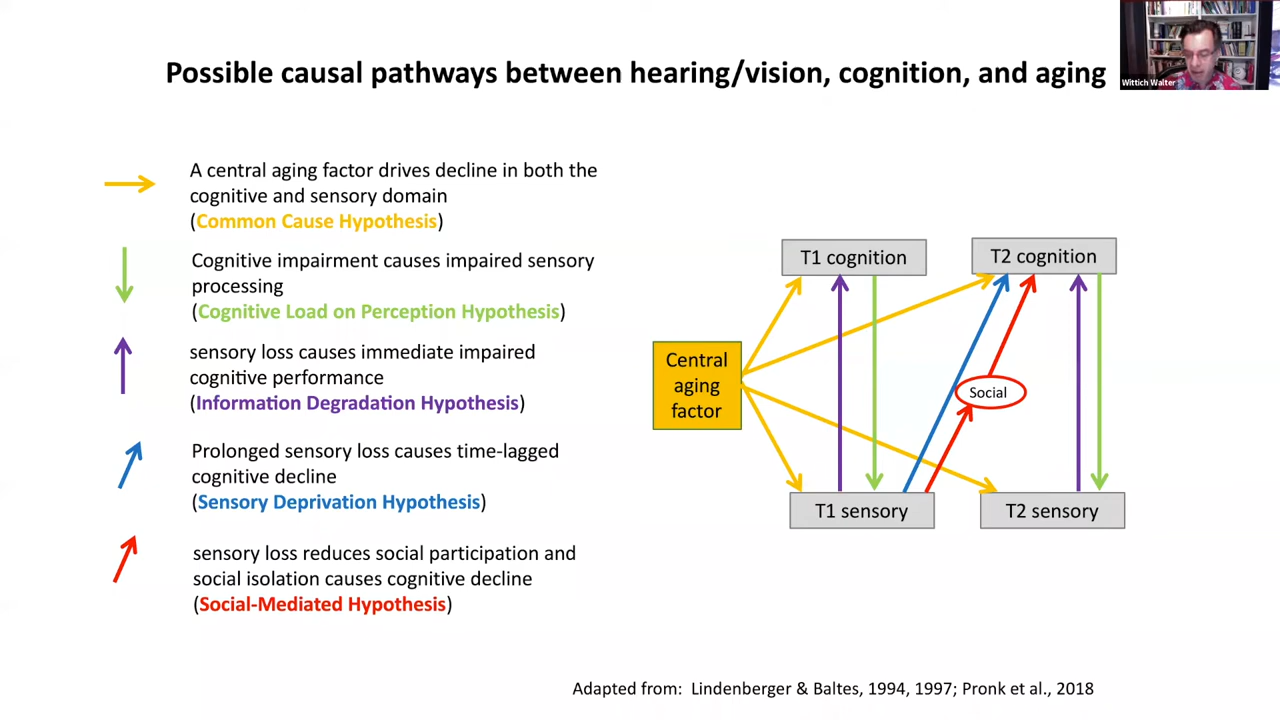 Possible causal pathways between hearing/vision, cognition, and aging
Wittich Walter
A central aging factor drives decline in both the
cognitive and sensory domain
(Common Cause Hypothesis)
Cognitive impairment causes impaired sensory
processing
(Cognitive Load on Perception Hypothesis)
sensory loss causes immediate impaired
cognitive performance
(Information Degradation Hypothesis)
Prolonged sensory loss causes time-lagged
cognitive decline
(Sensory Deprivation Hypothesis)
sensory loss reduces social participation and
social isolation causes cognitive decline
(Social-Mediated Hypothesis)
T1 cognition
T2 cognition
Central
aging
factor
Social
T1 sensory
T2 sensory
Adapted from: Lindenberger & Baltes, 1994, 1997; Pronk et al., 2018